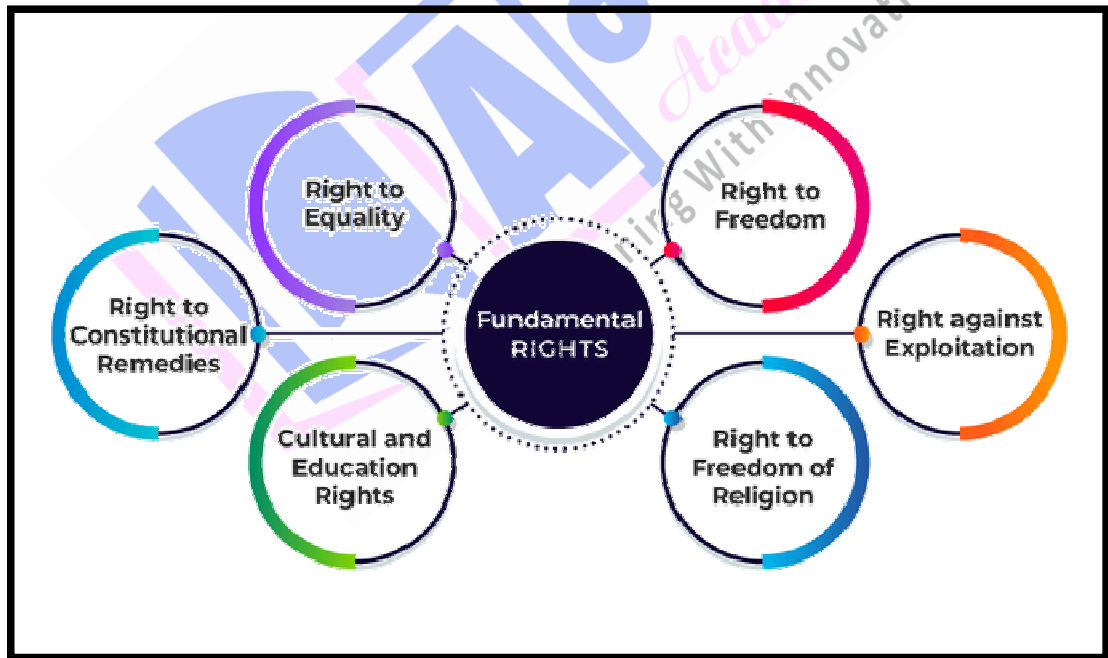 Right to
Equality
Right to
Freedom
Right to
Constitutional
Remedies
Fundamental
RIGHTS
Right against
Exploitation
Cultural and
Education
Rights
Right to
Freedom of
Religion
With